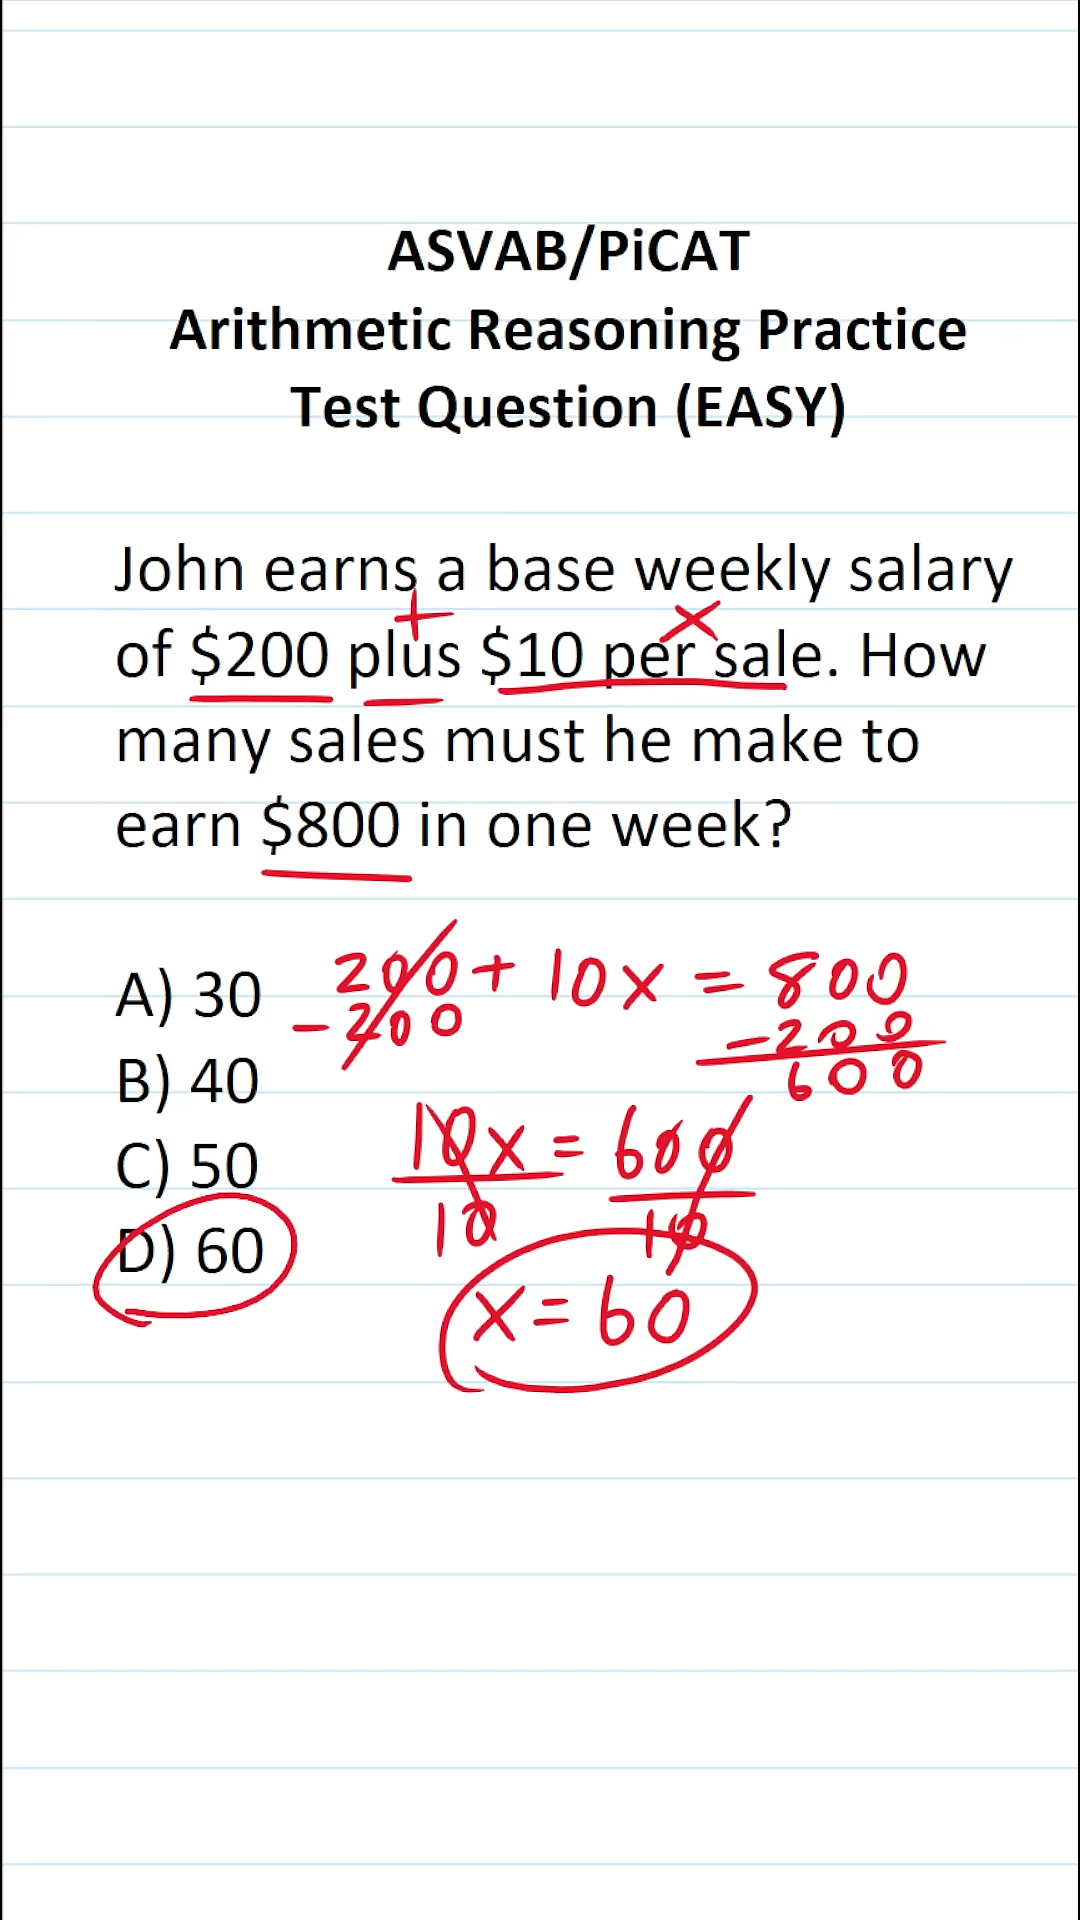 ASVAB/PiCAT
Arithmetic Reasoning Practice
Test Question (EASY)
John earns a base weekly salary
+ ×
of $200 plus $10 per sale. How
many sales must he make to
earn $800 in one week?
A) 30
B) 40
C) 50
D) 60
200 + 10x = 800
- 200 - 200
600
10x = 600
10 10
x = 60